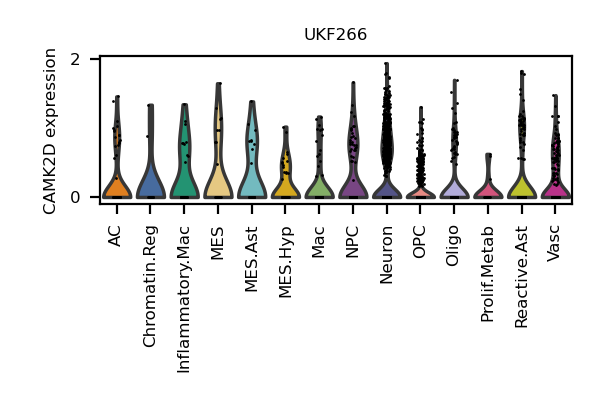 UKF266
CAMK2D expression
2
0
AC
Chromatin.Reg
Inflammatory.Mac
MES
MES.Ast
MES.Hyp
Mac
NPC
Neuron
OPC
Oligo
Prolif.Metab
Reactive.Ast
Vasc